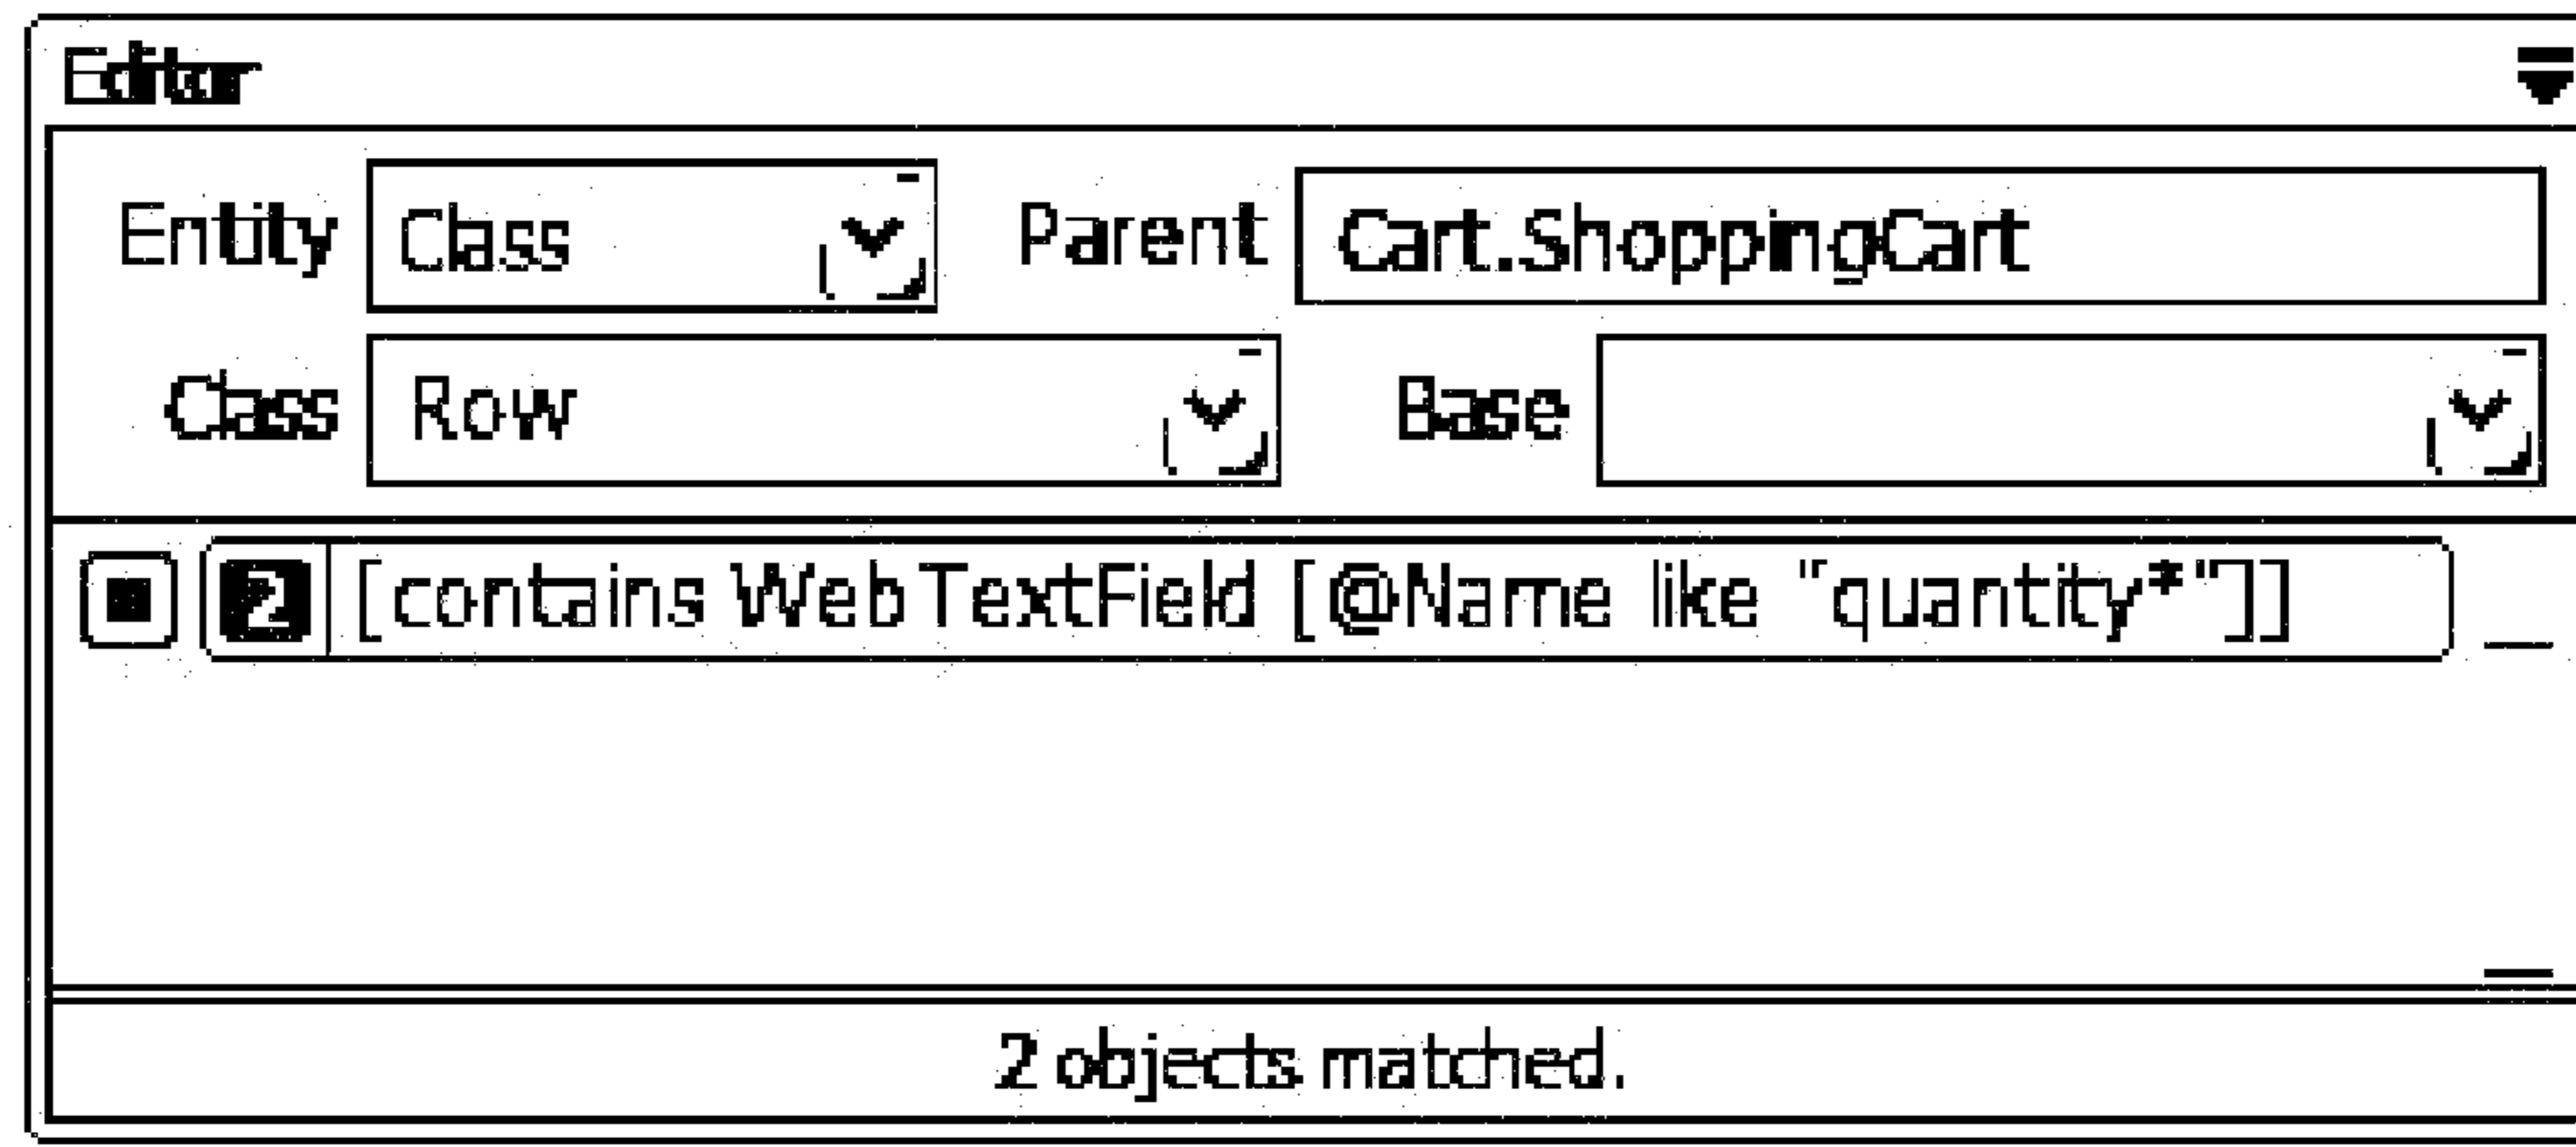 Editor
Entity Class Parent Cart.ShoppingCart
Class Row Base
2 [contains WebTextField [@Name like "quantity*"]]
2 objects matched.